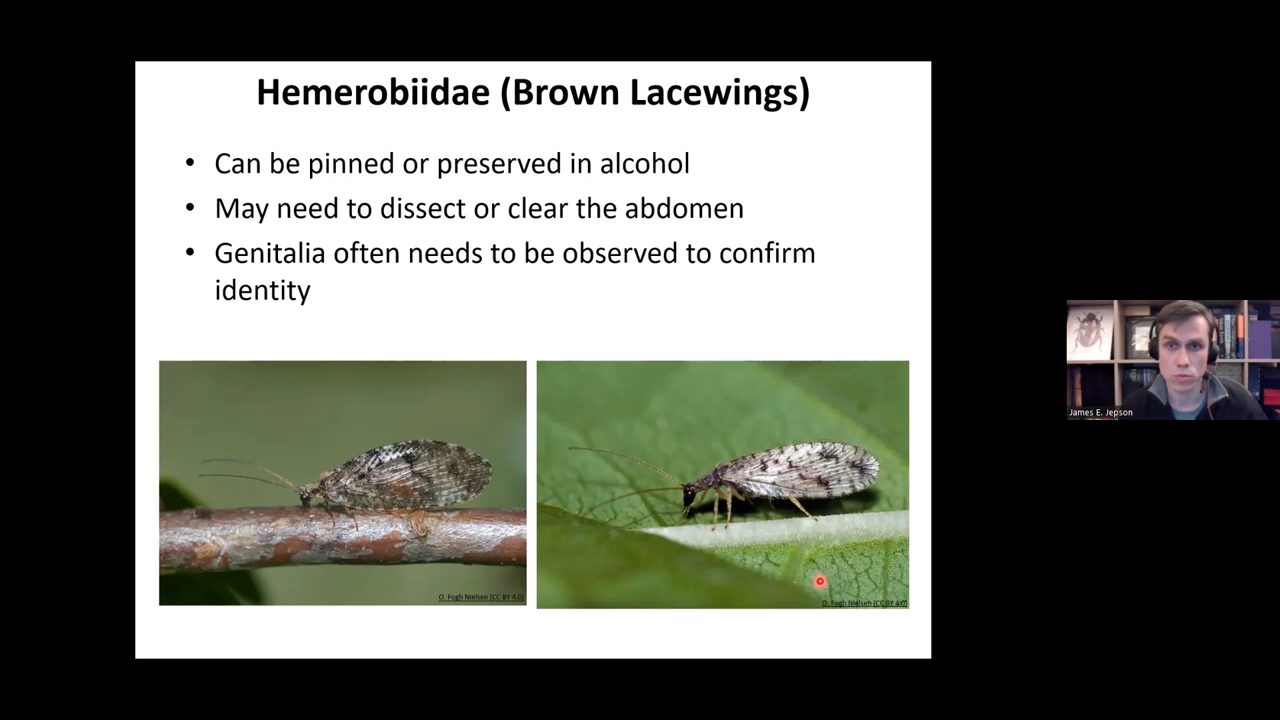 Hemerobiidae (Brown Lacewings)
• Can be pinned or preserved in alcohol
• May need to dissect or clear the abdomen
• Genitalia often needs to be observed to confirm
identity
O. Fogh Nielsen (CC BY 4.0)
O. Fogh Nielsen (CC BY 4.0)
James E. Jepson